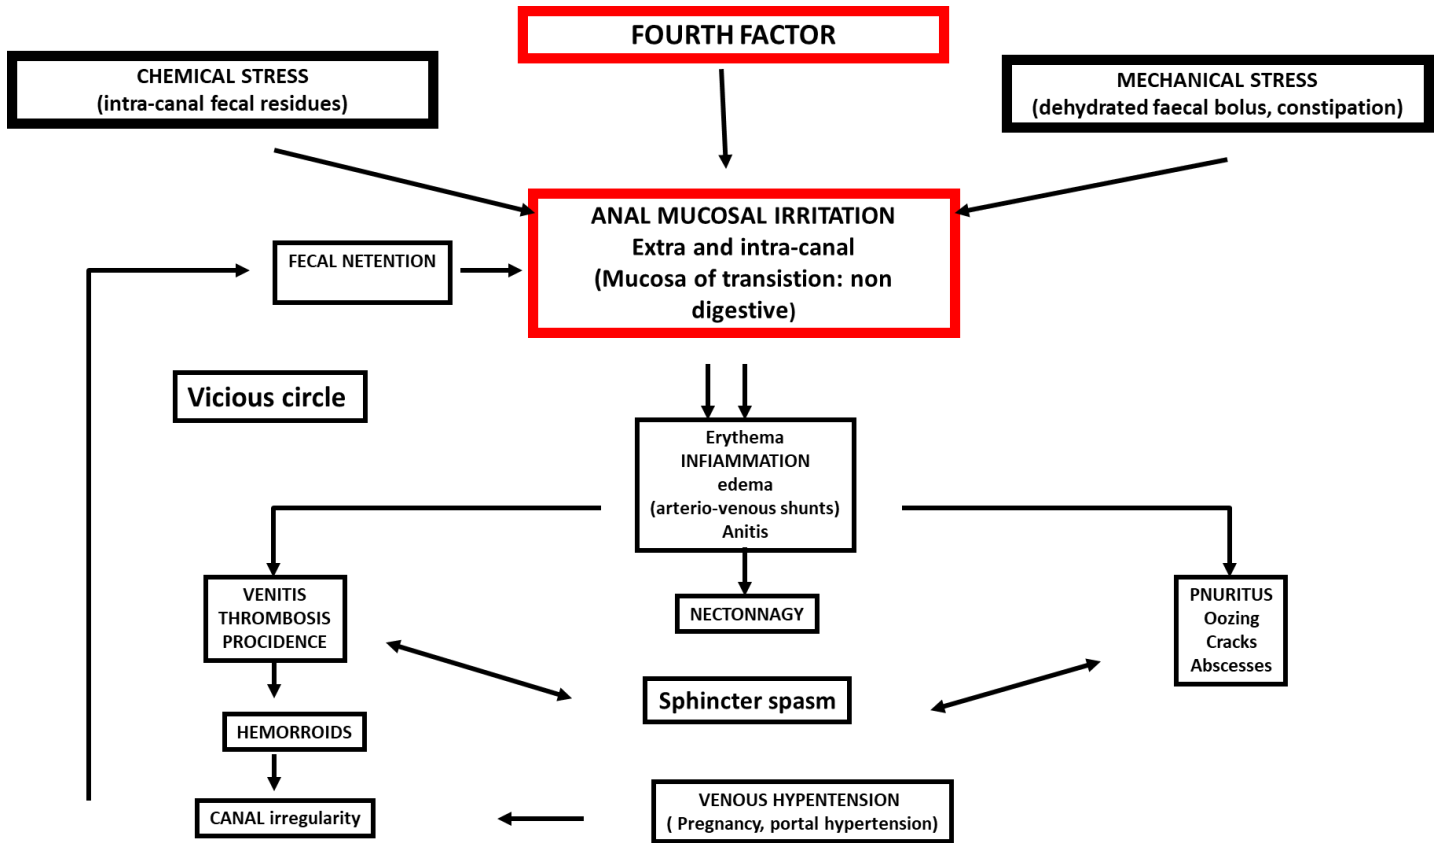 FOURTH FACTOR
CHEMICAL STRESS
(intra-canal fecal residues)
MECHANICAL STRESS
(dehydrated faecal bolus, constipation)
ANAL MUCOSAL IRRITATION
Extra and intra-canal
(Mucosa of transistion: non
digestive)
FECAL NETENTION
Vicious circle
Erythema
INFIAMMATION
edema
(arterio-venous shunts)
Anitis
VENITIS
THROMBOSIS
PROCIDENCE
NECTONNAGY
PNURITUS
Oozing
Cracks
Abscesses
Sphincter spasm
HEMORROIDS
CANAL irregularity
VENOUS HYPENTENSION
( Pregnancy, portal hypertension)